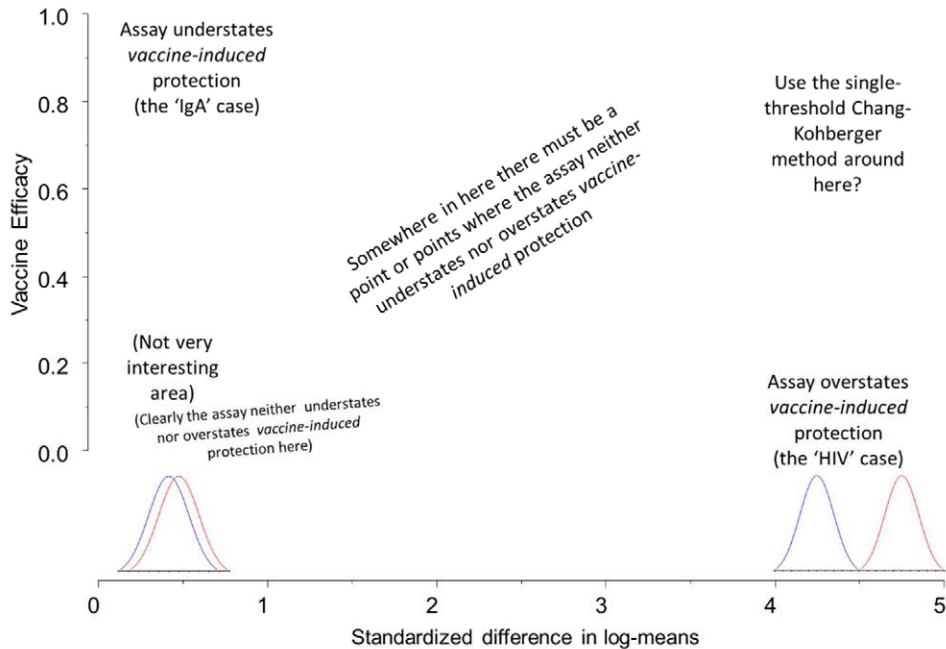 1.0
0.8
0.6
0.4
0.2
0.0
Vaccine Efficacy
Assay understates
vaccine-induced
protection
(the ‘IgA’ case)
Somewhere in here there must be a
point or points where the assay neither
understates nor overstates vaccine-
induced protection
Use the single-
threshold Chang-
Kohberger
method around
here?
(Not very
interesting
area)
(Clearly the assay neither understates
nor overstates vaccine-induced
protection here)
Assay overstates
vaccine-induced
protection
(the ‘HIV’ case)
0
1
2
3
4
5
Standardized difference in log-means